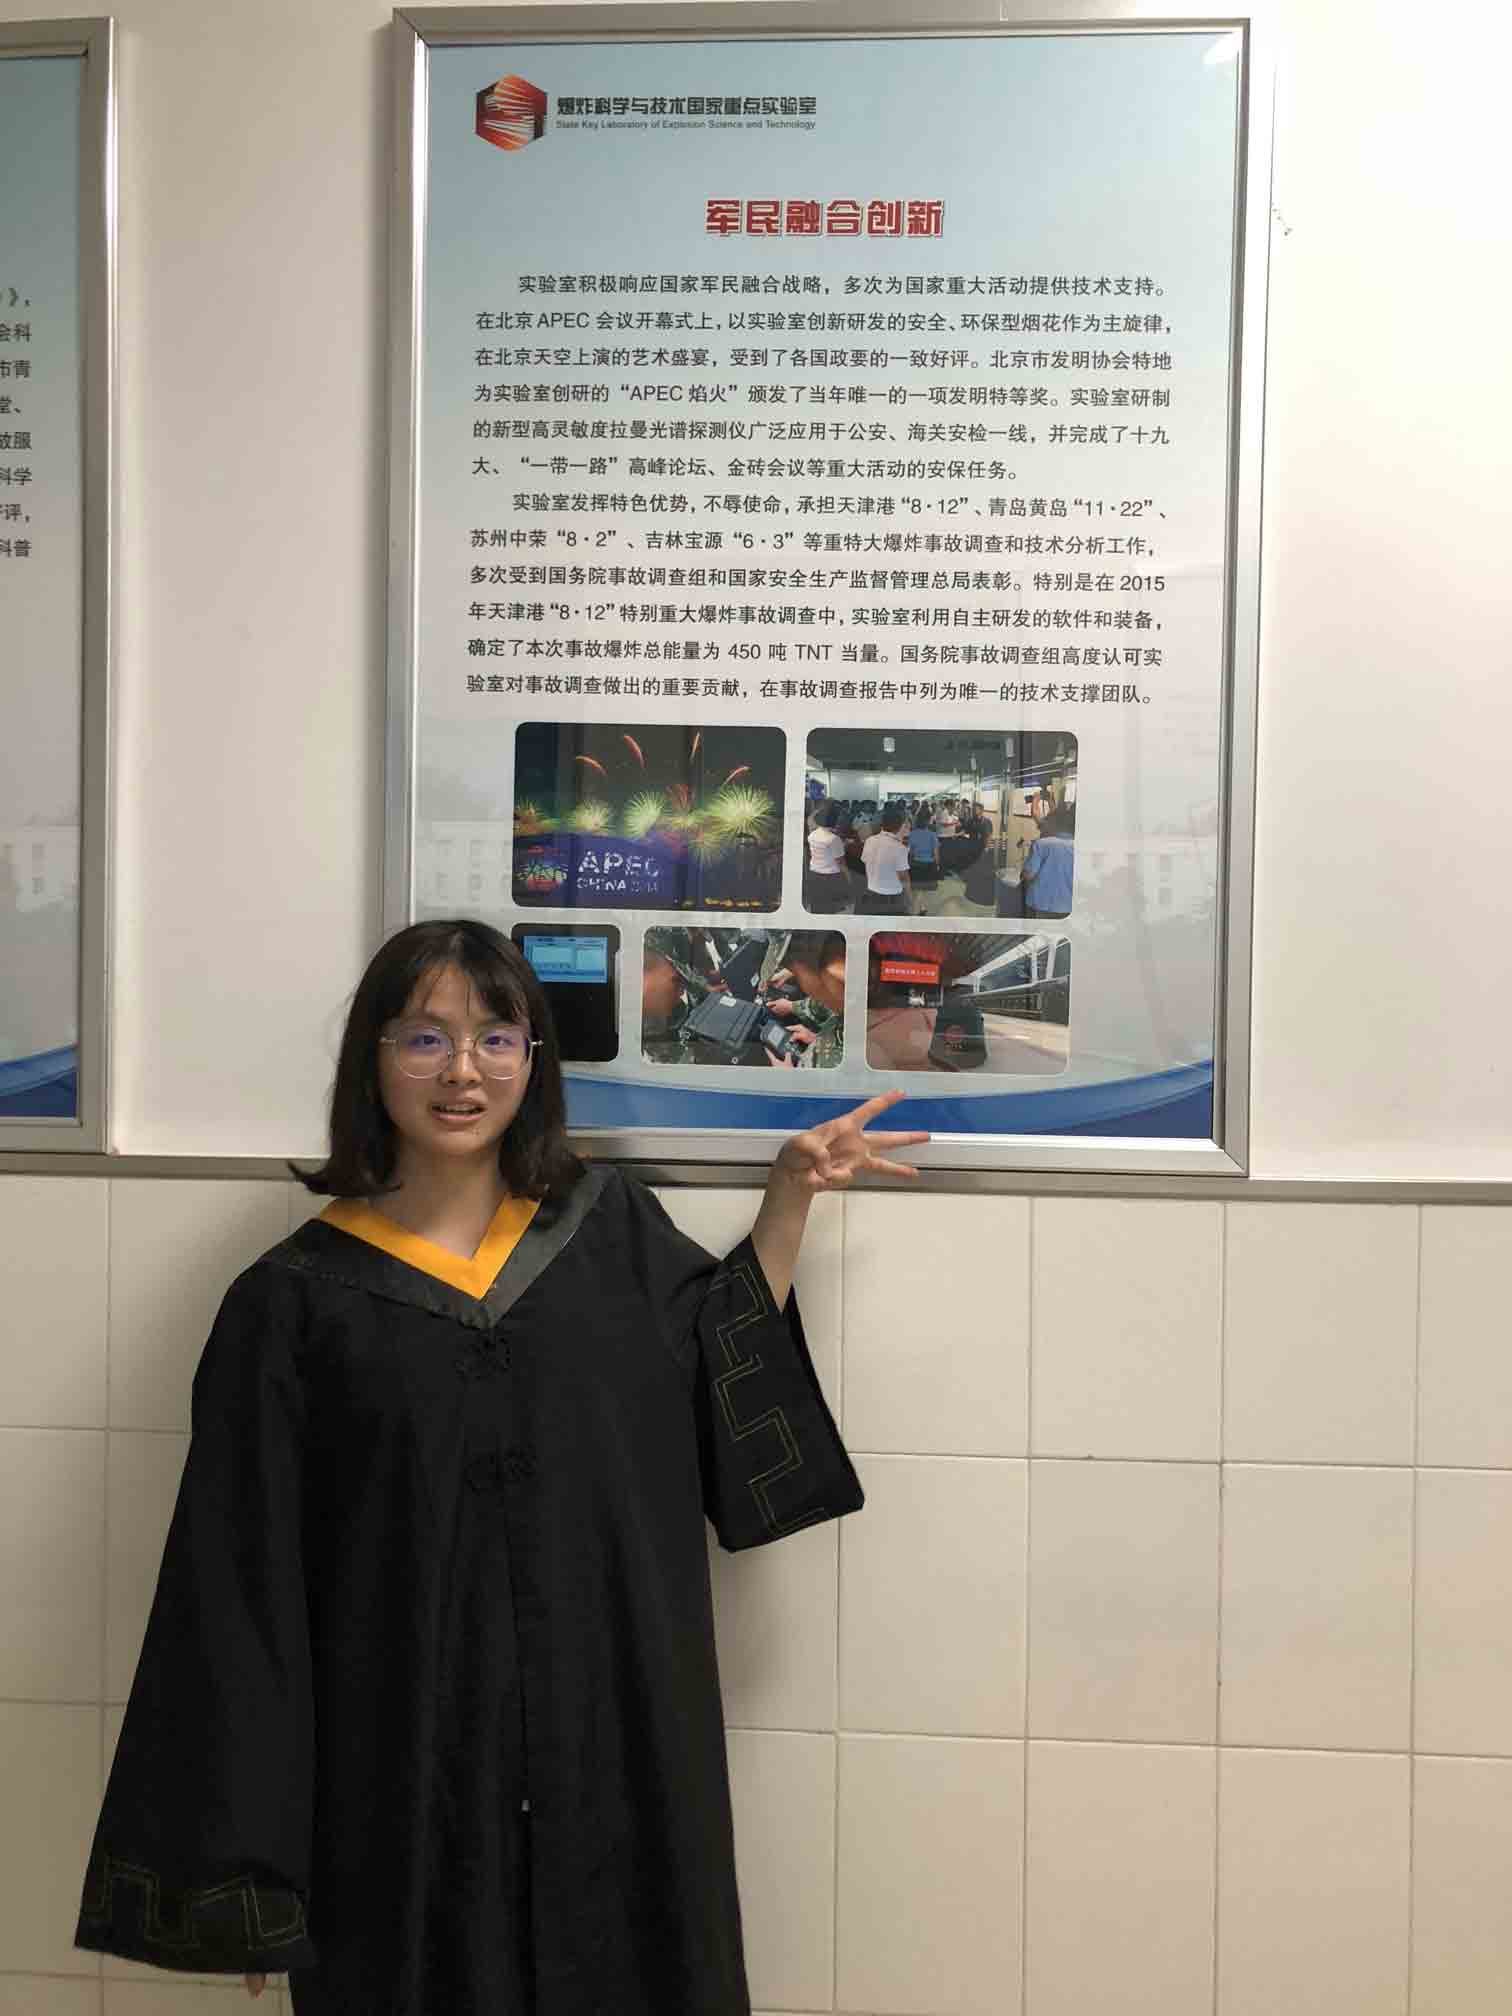 》,
会科
市青
堂、
放服
科学
评,
科普
爆炸科学与技术国家重点实验室
State Key Laboratory of Explosion Science and Technology
军民融合创新
实验室积极响应国家军民融合战略，多次为国家重大活动提供技术支持。
在北京 APEC 会议开幕式上，以实验室创新研发的安全、环保型烟花作为主旋律，
在北京天空上演的艺术盛宴，受到了各国政要的一致好评。北京市发明协会特地
为实验室创研的“APEC 焰火”颁发了当年唯一的一项发明特等奖。实验室研制
的新型高灵敏度拉曼光谱探测仪广泛应用于公安、海关安检一线，并完成了十九
大、“一带一路”高峰论坛、金砖会议等重大活动的安保任务。
实验室发挥特色优势，不辱使命，承担天津港“8·12”、青岛黄岛“11·22”、
苏州中荣“8·2”、吉林宝源“6·3”等重特大爆炸事故调查和技术分析工作，
多次受到国务院事故调查组和国家安全生产监督管理总局表彰。特别是在 2015
年天津港“8·12”特别重大爆炸事故调查中，实验室利用自主研发的软件和装备，
确定了本次事故爆炸总能量为 450 吨 TNT 当量。国务院事故调查组高度认可实
验室对事故调查做出的重要贡献，在事故调查报告中列为唯一的技术支撑团队。
APEC
CHINA 2014